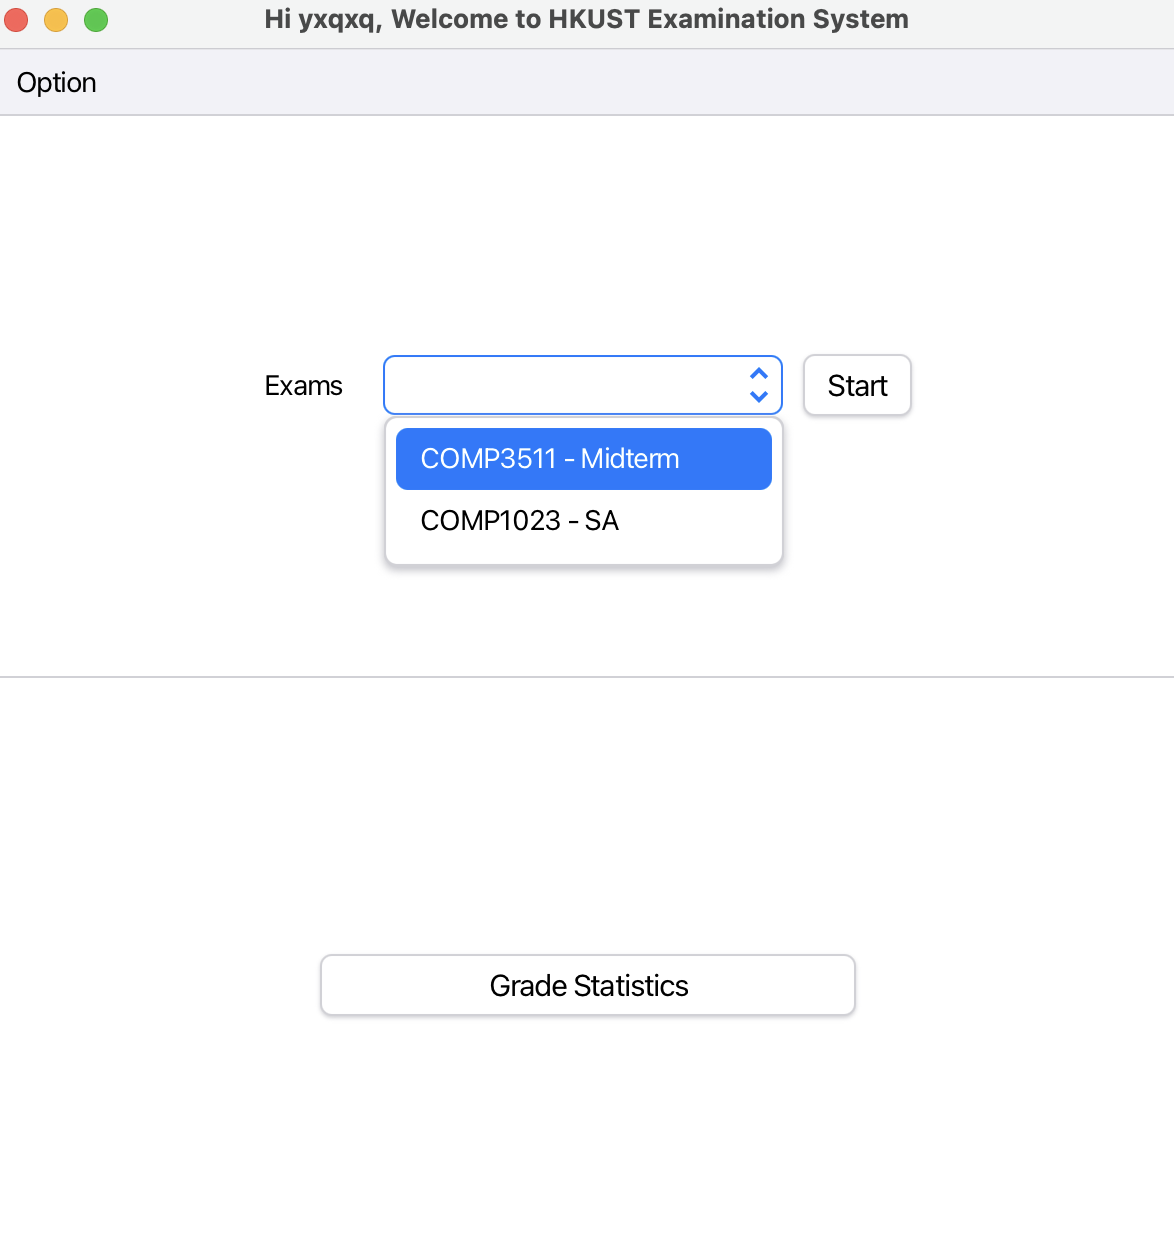 Hi yxqxq, Welcome to HKUST Examination System
Option
Exams
Start
COMP3511 - Midterm
COMP1023 - SA
Grade Statistics